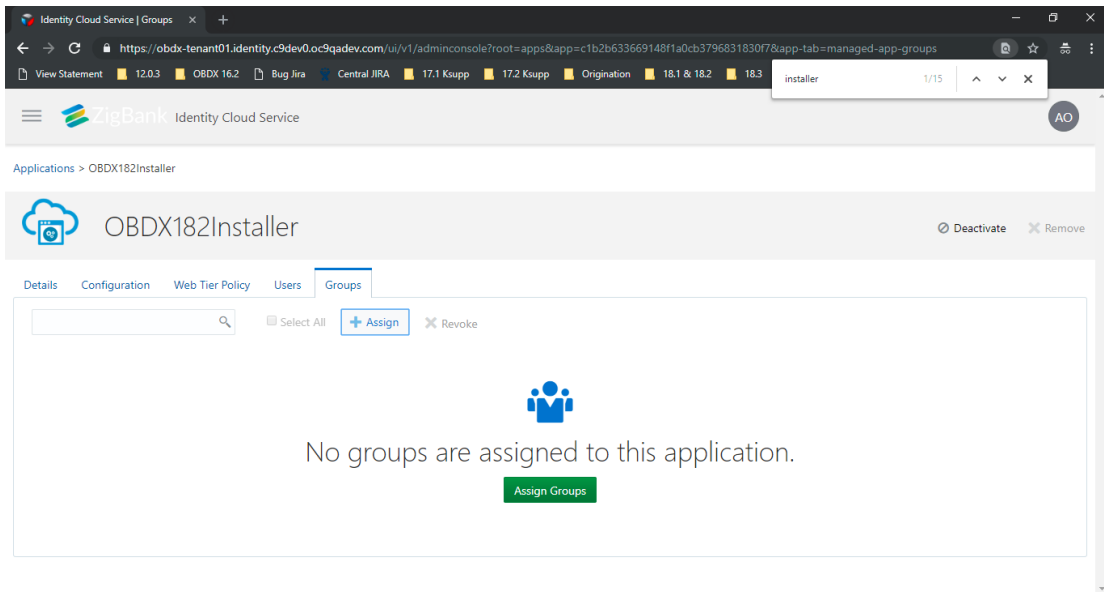 Identity Cloud Service | Groups
https://obdx-tenant01.identity.c9dev0.oc9qadev.com/ui/v1/adminconsole?root=apps&app=c1b2b633669148f1a0cb3796831830f7&app-tab=managed-app-groups
View Statement 12.0.3 OBDX 16.2 Bug Jira Central JIRA 17.1 Ksupp 17.2 Ksupp Origination 18.1 & 18.2 18.3
installer 1/15
ZigBank Identity Cloud Service AO
Applications > OBDX182Installer
OBDX182Installer Deactivate Remove
Details Configuration Web Tier Policy Users Groups
Select All Assign Revoke
No groups are assigned to this application.
Assign Groups